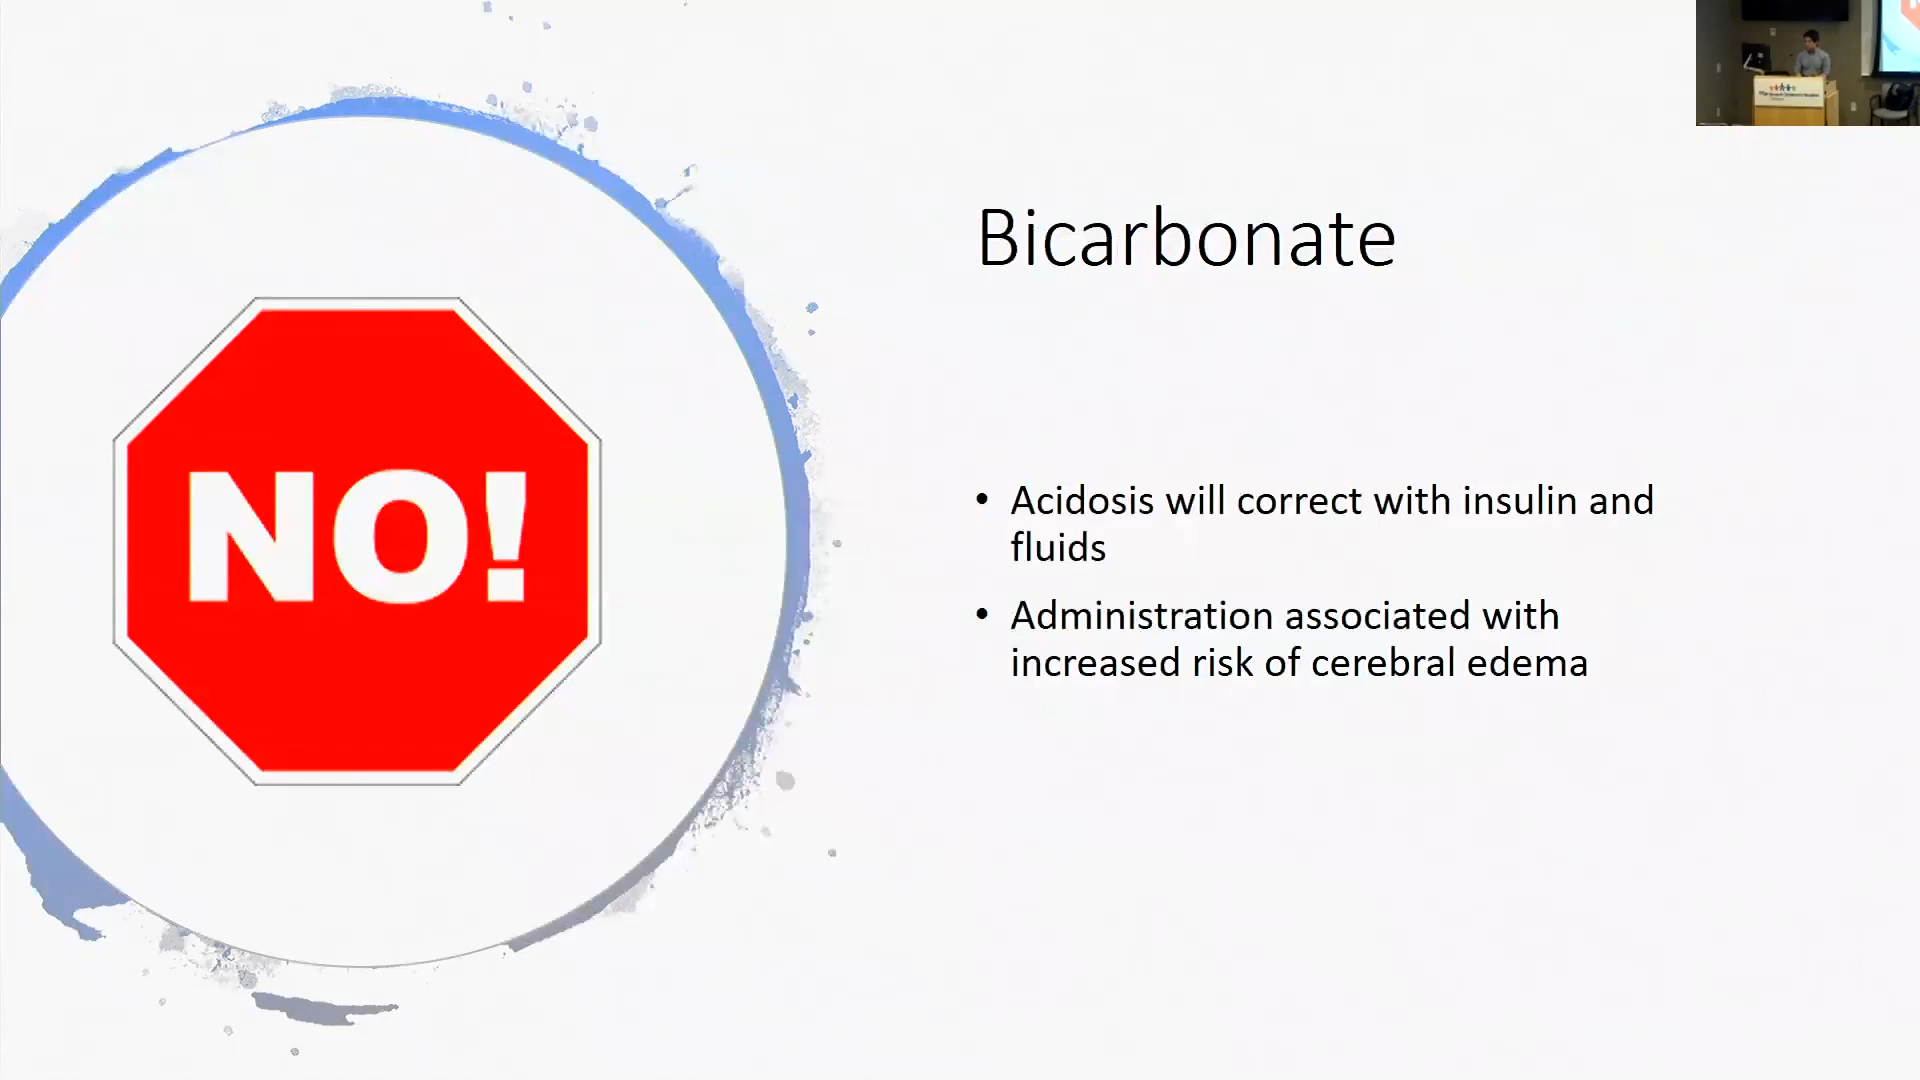 Bicarbonate
NO!
• Acidosis will correct with insulin and
fluids
• Administration associated with
increased risk of cerebral edema